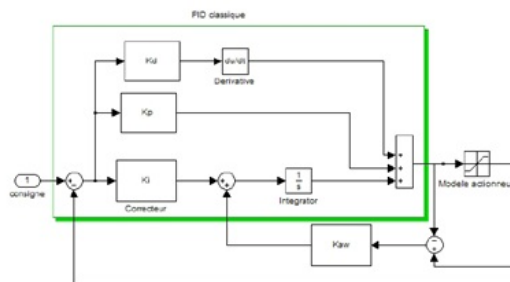 PID classique
Kd
du/dt
Derivative
Kp
1
consigne
Ki
Correcteur
1
s
Integrator
Modele actionneur
Kaw